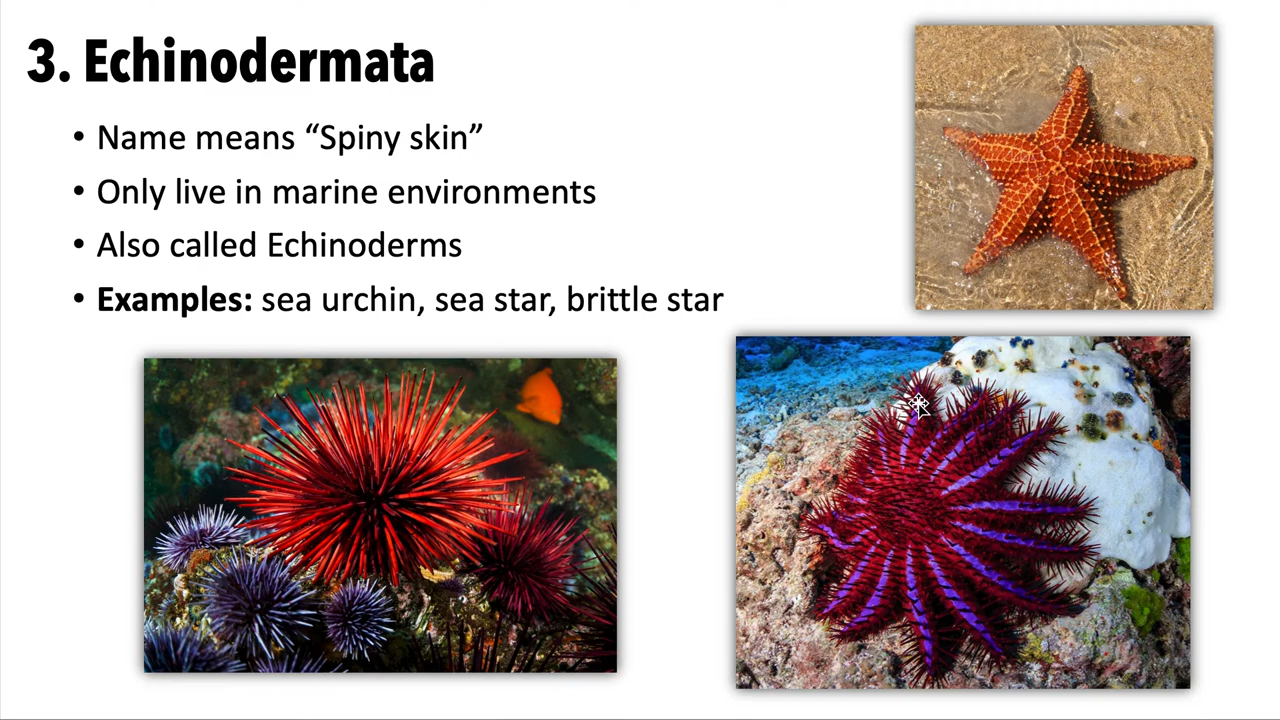 3. Echinodermata
• Name means “Spiny skin”
• Only live in marine environments
• Also called Echinoderms
• Examples: sea urchin, sea star, brittle star